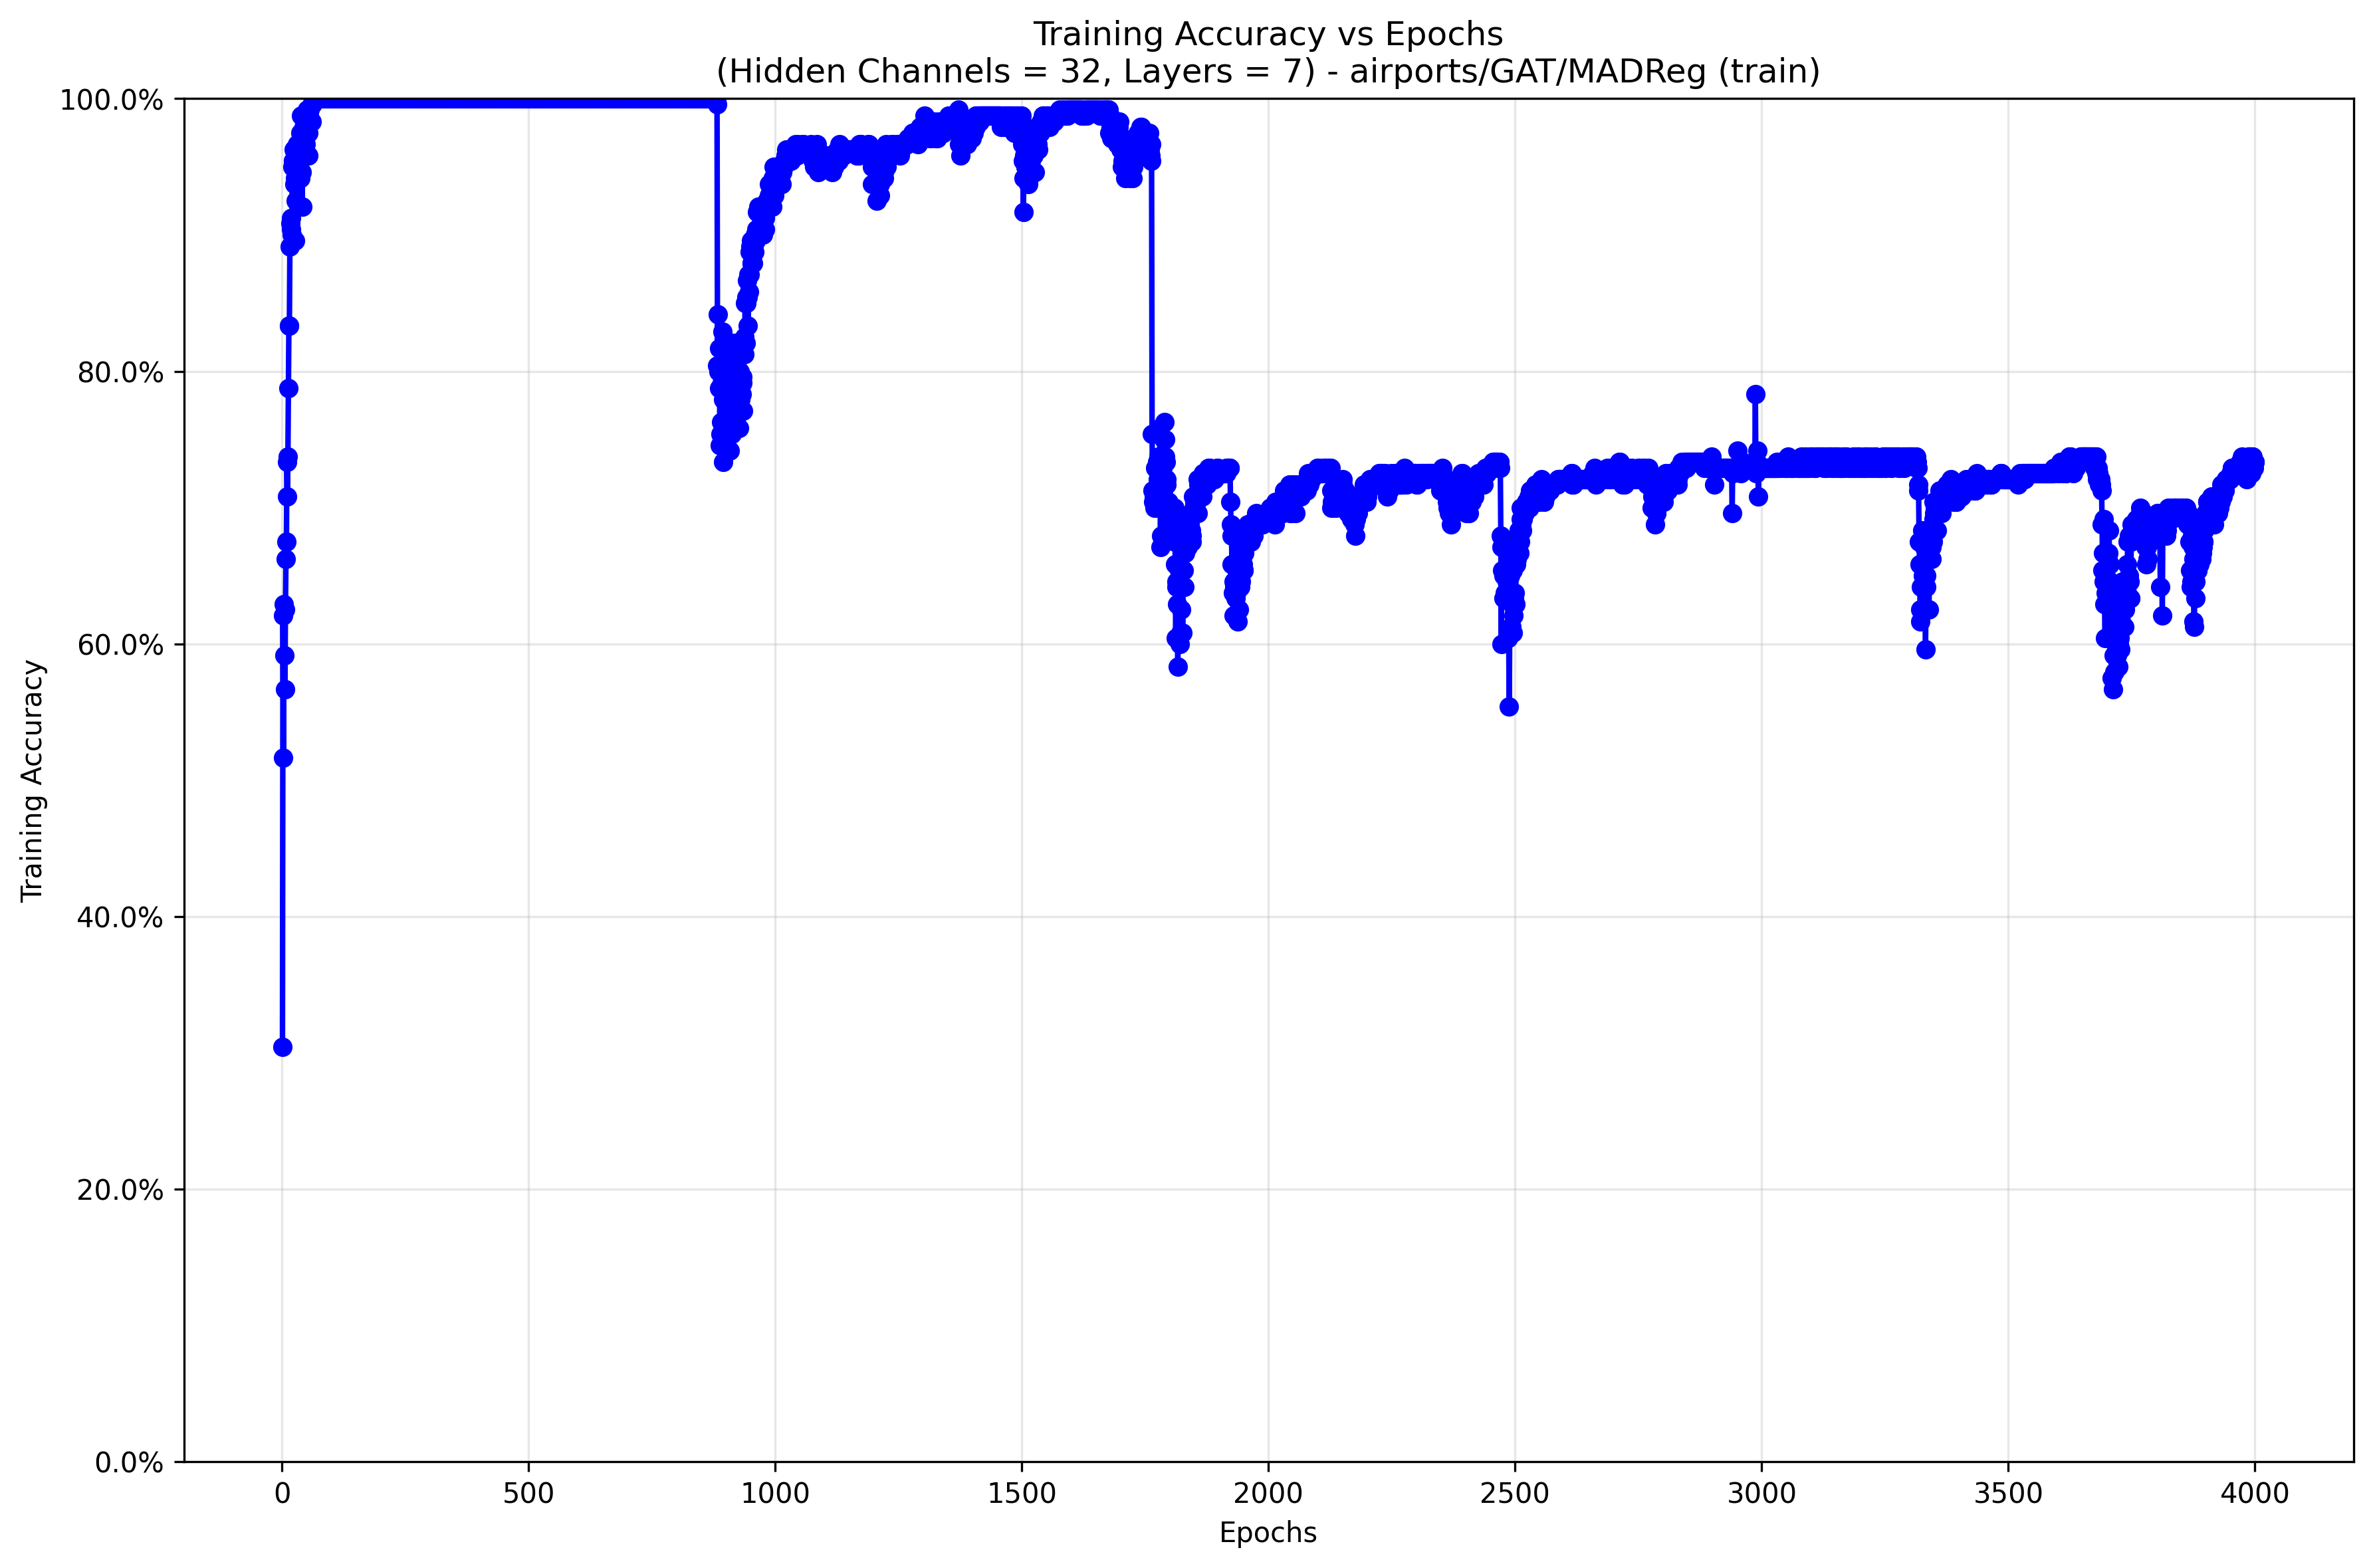 Training Accuracy vs Epochs
(Hidden Channels = 32, Layers = 7) - airports/GAT/MADReg (train)
100.0%
80.0%
60.0%
40.0%
20.0%
0.0%
Training Accuracy
0 500 1000 1500 2000 2500 3000 3500 4000
Epochs